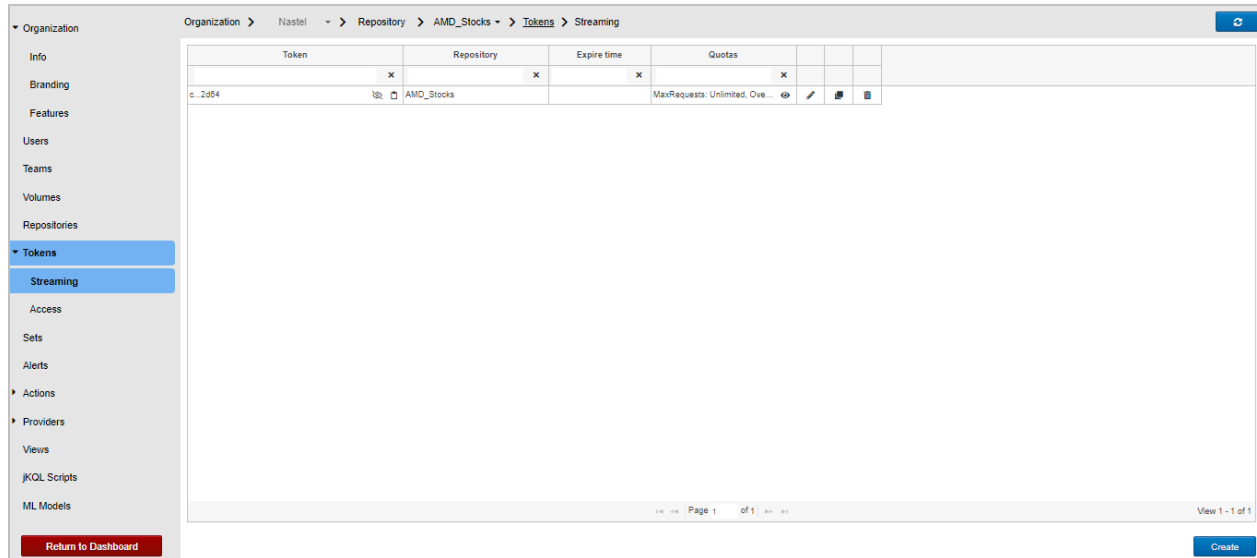 Organization
Info
Branding
Features
Users
Teams
Volumes
Repositories
Tokens
Streaming
Access
Sets
Alerts
Actions
Providers
Views
jKQL Scripts
ML Models
Return to Dashboard
Organization > Nastel > Repository > AMD_Stocks > Tokens > Streaming
Token Repository Expire time Quotas
x x x x
c...2d84 AMD_Stocks MaxRequests: Unlimited, Ove...
Page 1 of 1 View 1 - 1 of 1
Create